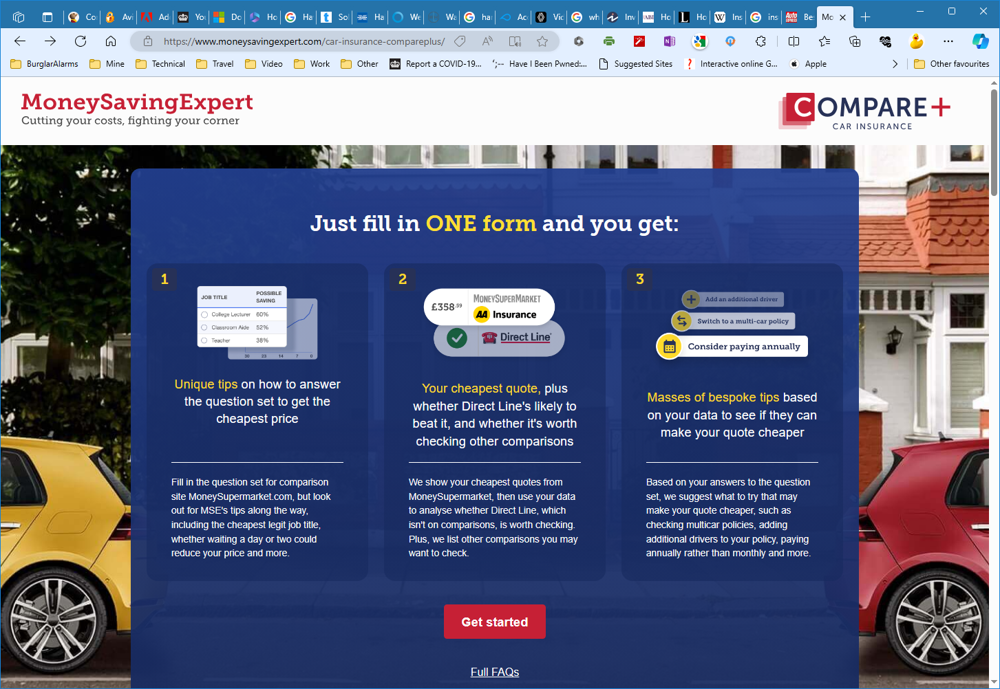 Co
Avi
Ad
Yo
Do
Ho
Ha
So
Ha
We
Wa
har
Ac
Vic
wh
Inv
ABI
Ho
L
Ho
W
Ins
ins
Auto
EXPRESS
Be
Mo
https://www.moneysavingexpert.com/car-insurance-compareplus/
BurglarAlarms
Mine
Technical
Travel
Video
Work
Other
Report a COVID-19...
';--
Have I Been Pwned:...
Suggested Sites
Interactive online G...
Apple
Other favourites
MoneySavingExpert
Cutting your costs, fighting your corner
COMPARE+
CAR INSURANCE
Just fill in ONE form and you get:
1
JOB TITLE
POSSIBLE
SAVING
College Lecturer 60%
Classroom Aide 52%
Teacher 38%
30 23 14 7 0
Unique tips on how to answer
the question set to get the
cheapest price
Fill in the question set for comparison
site MoneySupermarket.com, but look
out for MSE's tips along the way,
including the cheapest legit job title,
whether waiting a day or two could
reduce your price and more.
2
£358.59
MONEYSUPERMARKET
AA Insurance
Direct Line
Your cheapest quote, plus
whether Direct Line's likely to
beat it, and whether it's worth
checking other comparisons
We show your cheapest quotes from
MoneySupermarket, then use your data
to analyse whether Direct Line, which
isn't on comparisons, is worth checking.
Plus, we list other comparisons you may
want to check.
3
Add an additional driver
Switch to a multi-car policy
Consider paying annually
Masses of bespoke tips based
on your data to see if they can
make your quote cheaper
Based on your answers to the question
set, we suggest what to try that may
make your quote cheaper, such as
checking multicar policies, adding
additional drivers to your policy, paying
annually rather than monthly and more.
Get started
Full FAQs